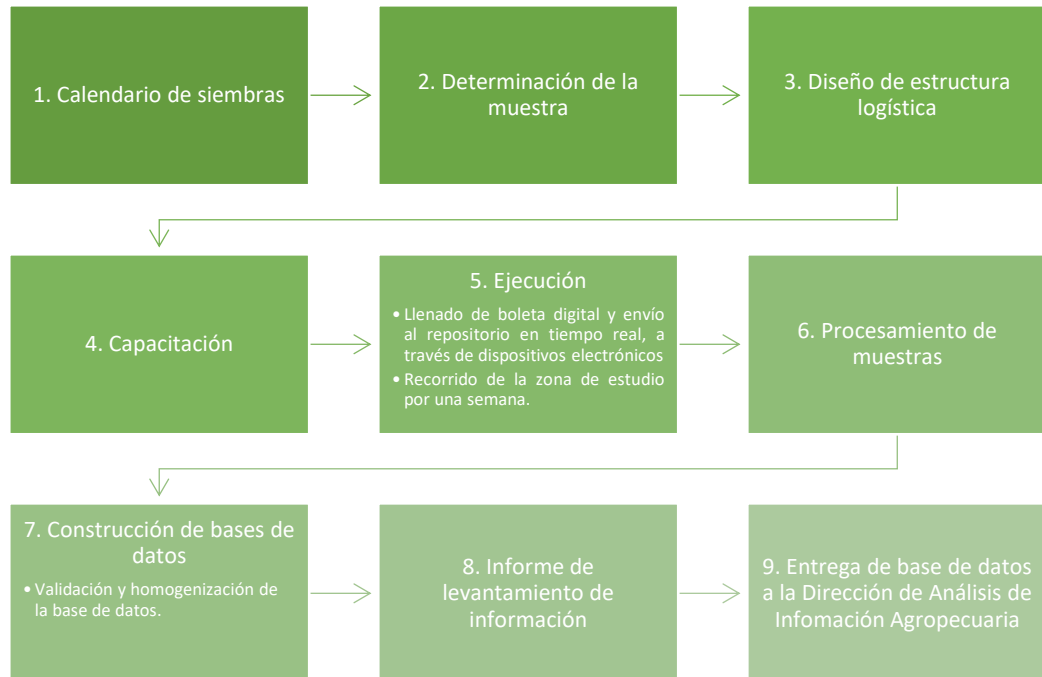 1. Calendario de siembras
2. Determinación de la
muestra
3. Diseño de estructura
logística
4. Capacitación
5. Ejecución
• Llenado de boleta digital y envío
al repositorio en tiempo real, a
través de dispositivos electrónicos
• Recorrido de la zona de estudio
por una semana.
6. Procesamiento de
muestras
7. Construcción de bases de
datos
• Validación y homogenización de
la base de datos.
8. Informe de
levantamiento de
información
9. Entrega de base de datos
a la Dirección de Análisis de
Infomación Agropecuaria